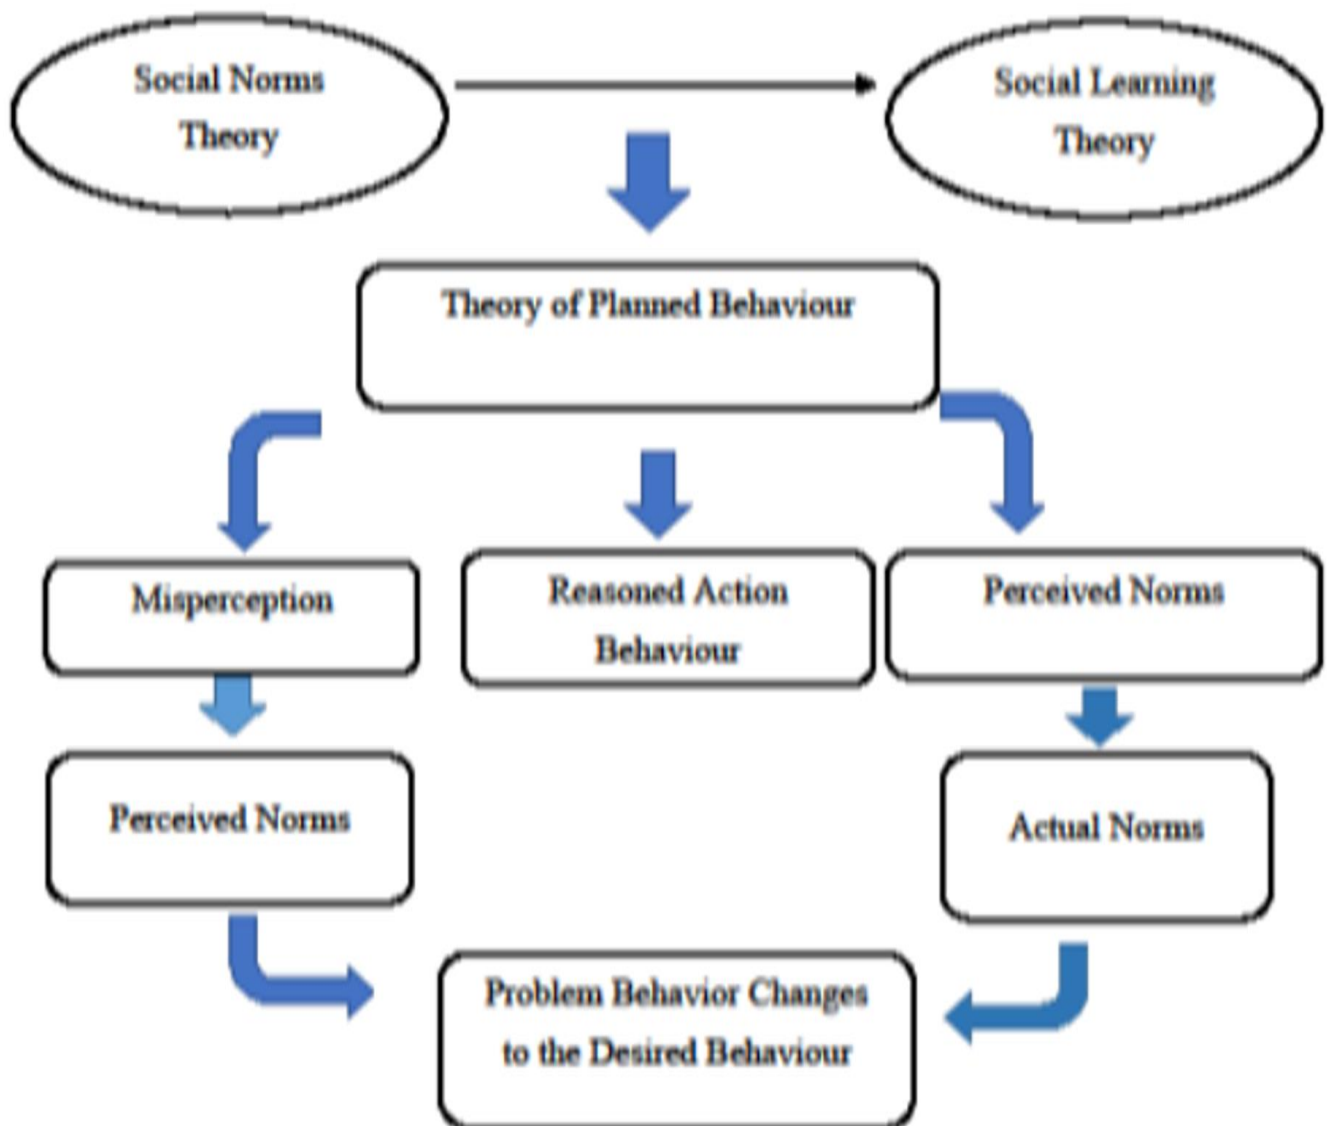 Social Norms
Theory
Social Learning
Theory
Theory of Planned Behaviour
Misperception
Reasoned Action
Behaviour
Perceived Norms
Perceived Norms
Actual Norms
Problem Behavior Changes
to the Desired Behaviour